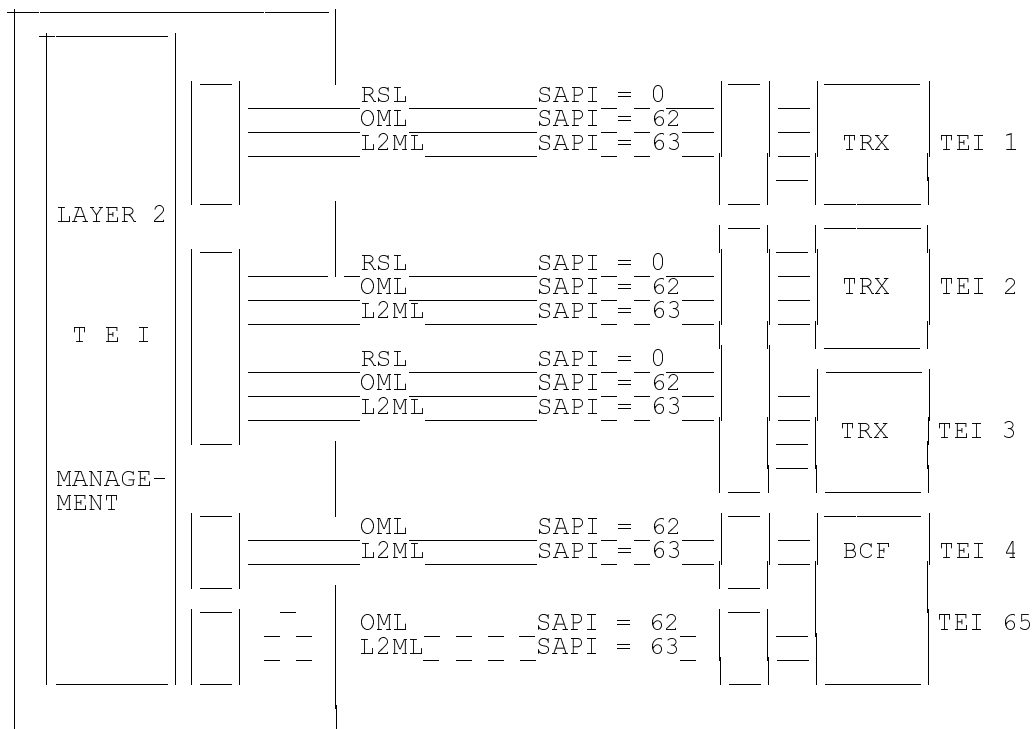 RSL SAPI = 0
OML SAPI = 62
L2ML SAPI = 63 TRX TEI 1
LAYER 2
RSL SAPI = 0
OML SAPI = 62 TRX TEI 2
L2ML SAPI = 63
T E I
RSL SAPI = 0
OML SAPI = 62
L2ML SAPI = 63
TRX TEI 3
MANAGE-
MENT
OML SAPI = 62
L2ML SAPI = 63 BCF TEI 4
OML SAPI = 62 TEI 65
L2ML SAPI = 63